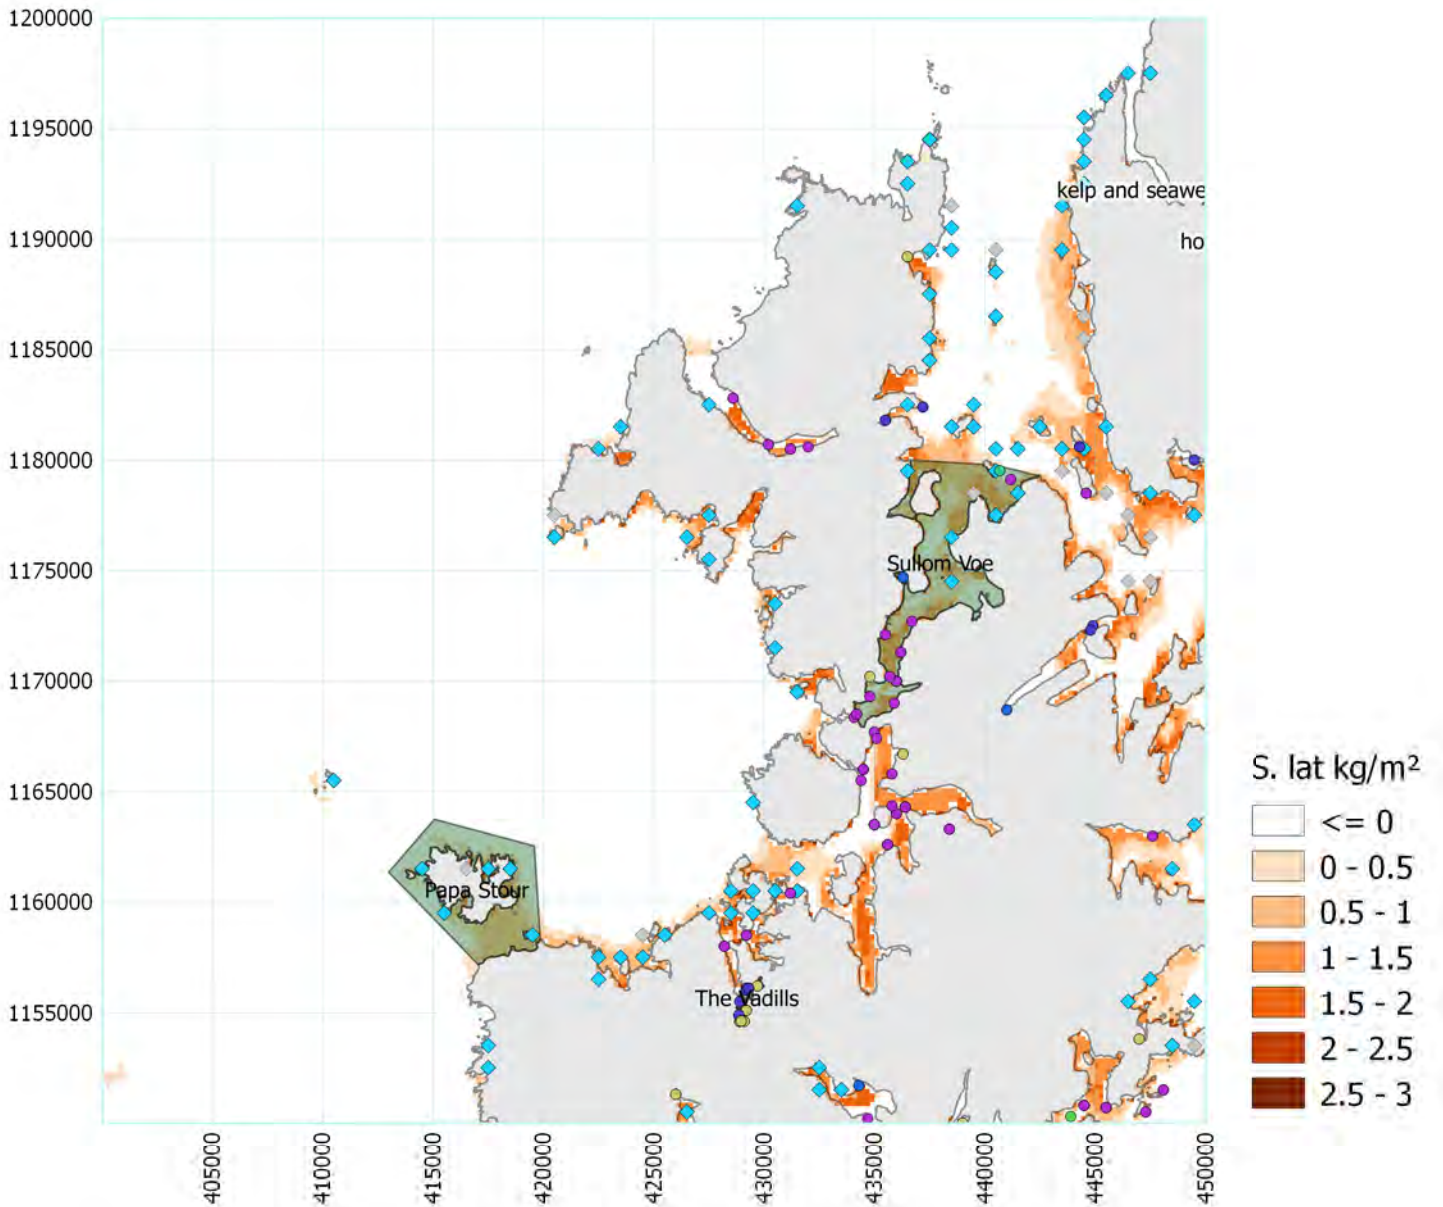 1200000
1195000
kelp and seawe
1190000
ho
1185000
1180000
1175000
Sullom Voe
1170000
1165000
1160000
Papa Stour
1155000
The Vadills
405000
410000
415000
420000
425000
430000
435000
440000
445000
450000
S. lat kg/m²
<= 0
0 - 0.5
0.5 - 1
1 - 1.5
1.5 - 2
2 - 2.5
2.5 - 3